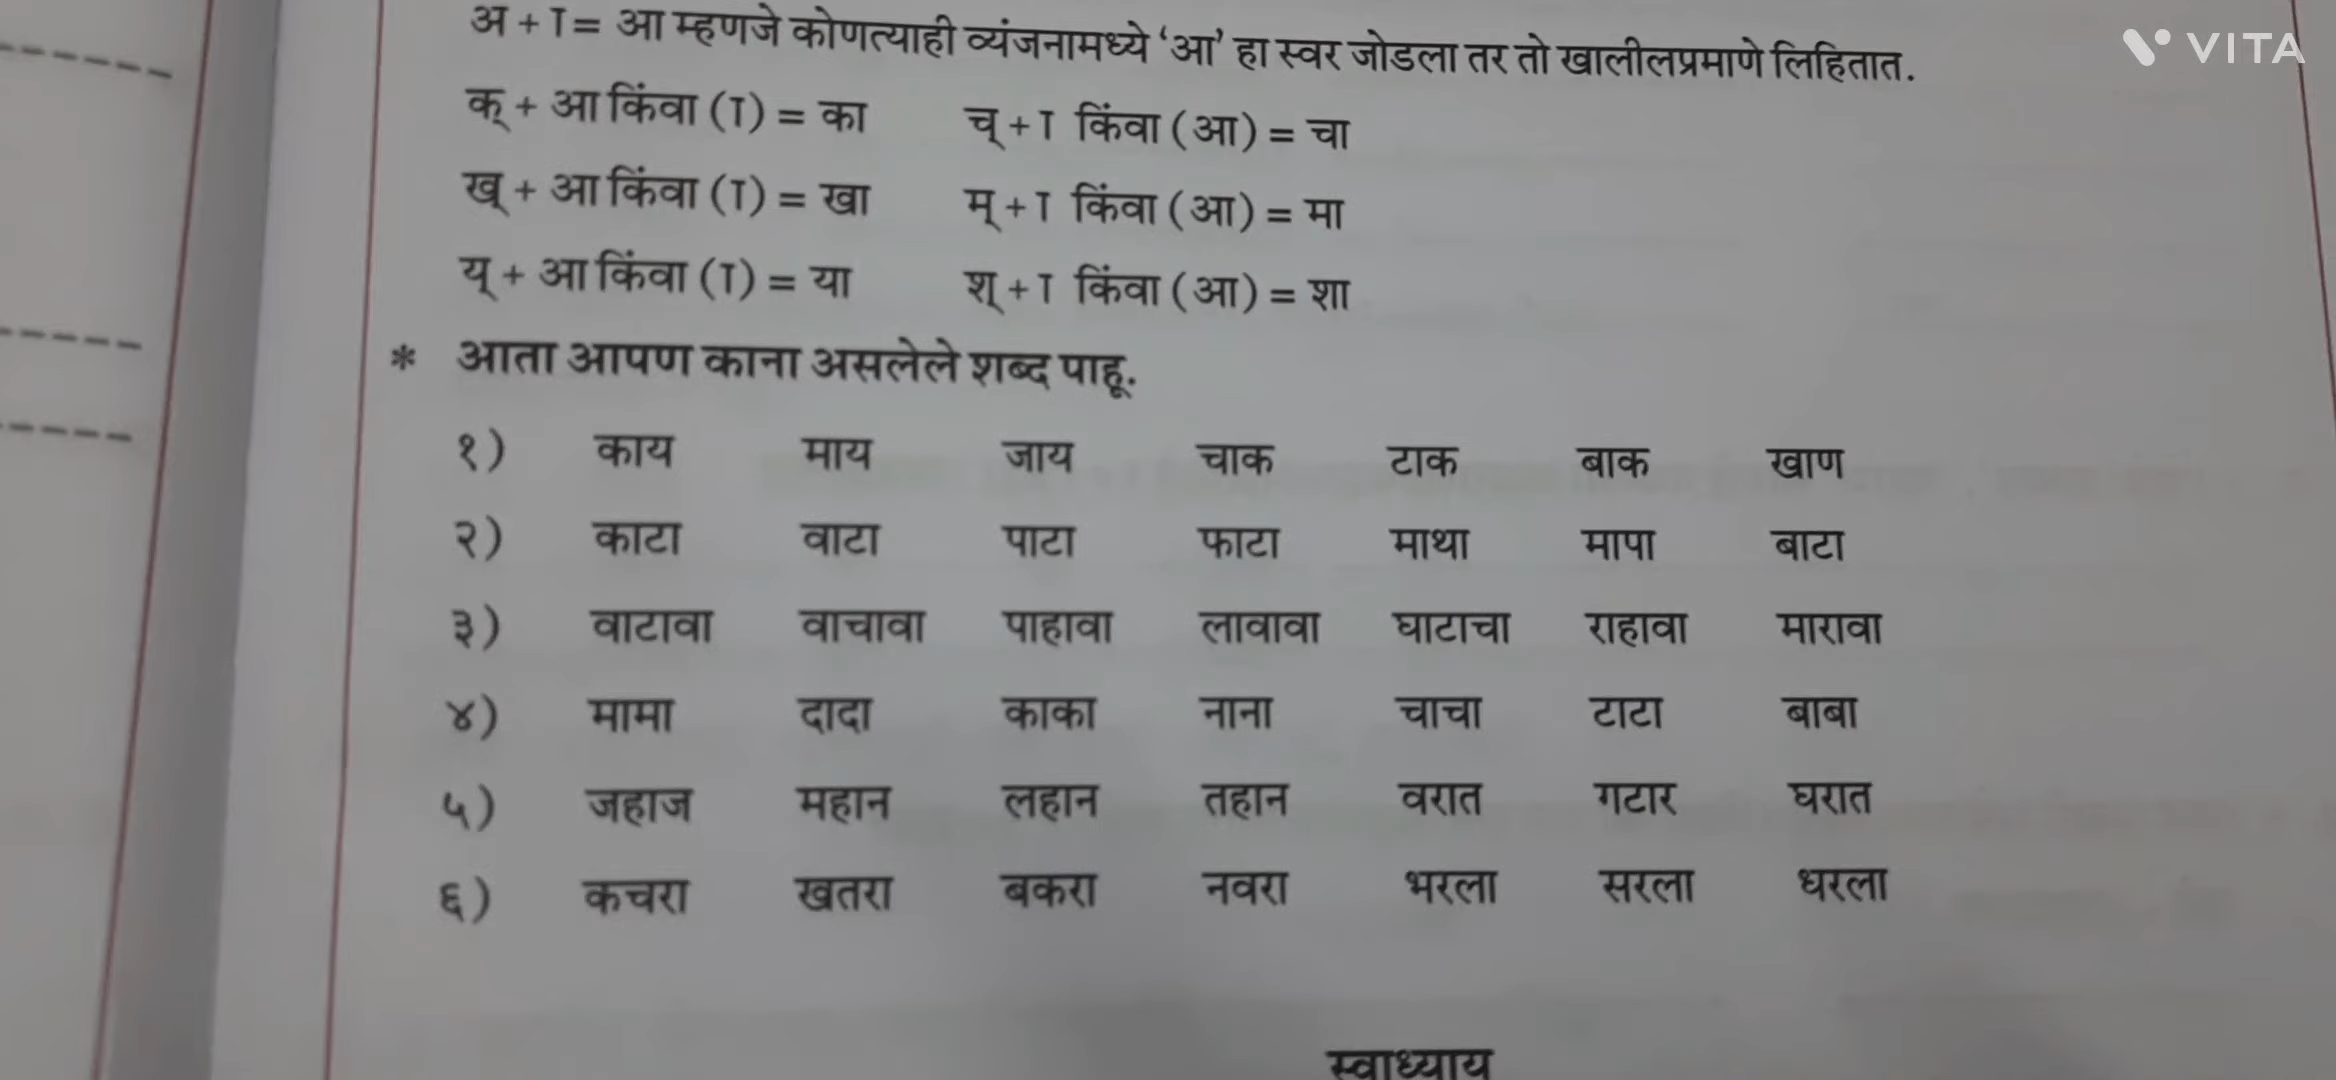 अ + ा = आ म्हणजे कोणत्याही व्यंजनामध्ये 'आ' हा स्वर जोडला तर तो खालीलप्रमाणे लिहितात.
VITA
क् + आ किंवा (ा) = का च् + ा किंवा (आ) = चा
ख् + आ किंवा (ा) = खा म् + ा किंवा (आ) = मा
य् + आ किंवा (ा) = या श् + ा किंवा (आ) = शा
* आता आपण काना असलेले शब्द पाहू.
१) काय माय जाय चाक टाक बाक खाण
२) काटा वाटा पाटा फाटा माथा मापा बाटा
३) वाटावा वाचावा पाहावा लावावा घाटाचा राहावा मारावा
४) मामा दादा काका नाना चाचा टाटा बाबा
५) जहाज महान लहान तहान वरात गटार घरात
६) कचरा खतरा बकरा नवरा भरला सरला धरला
स्वाध्याय